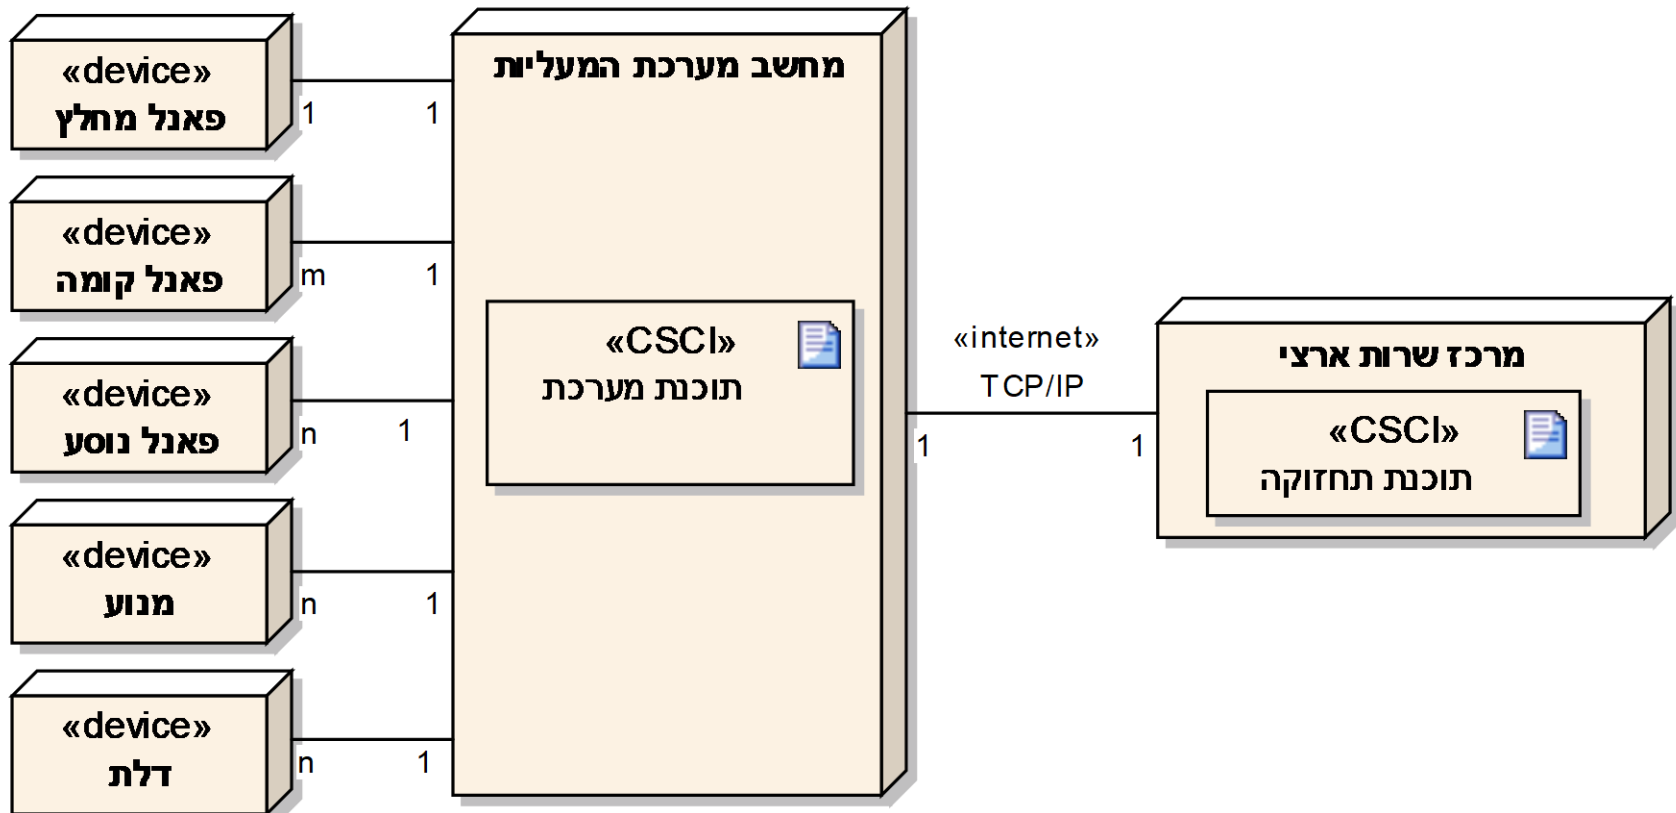 «device»
פאנל מחלץ
1
1
«device»
פאנל קומה
m
1
«device»
פאנל נוסע
n
1
«device»
מנוע
n
1
«device»
דלת
n
1
מחשב מערכת המעליות
«CSCI»
תוכנת מערכת
«internet»
TCP/IP
1
1
מרכז שרות ארצי
«CSCI»
תוכנת תחזוקה